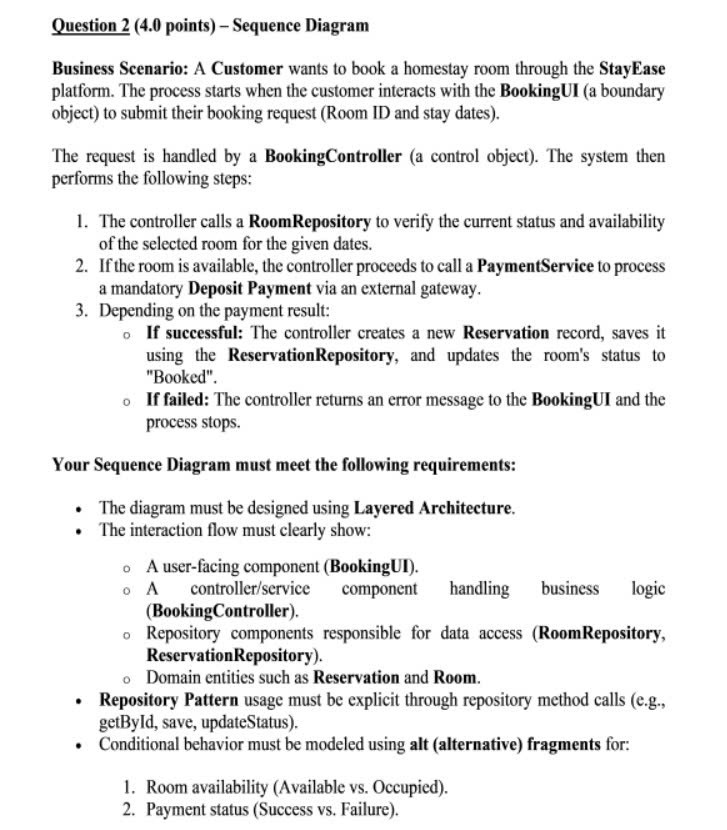 Question 2 (4.0 points) – Sequence Diagram
Business Scenario: A Customer wants to book a homestay room through the StayEase
platform. The process starts when the customer interacts with the BookingUI (a boundary
object) to submit their booking request (Room ID and stay dates).
The request is handled by a BookingController (a control object). The system then
performs the following steps:
1. The controller calls a RoomRepository to verify the current status and availability
of the selected room for the given dates.
2. If the room is available, the controller proceeds to call a PaymentService to process
a mandatory Deposit Payment via an external gateway.
3. Depending on the payment result:
o If successful: The controller creates a new Reservation record, saves it
using the ReservationRepository, and updates the room's status to
"Booked".
o If failed: The controller returns an error message to the BookingUI and the
process stops.
Your Sequence Diagram must meet the following requirements:
• The diagram must be designed using Layered Architecture.
• The interaction flow must clearly show:
o A user-facing component (BookingUI).
o A controller/service component handling business logic
(BookingController).
o Repository components responsible for data access (RoomRepository,
ReservationRepository).
o Domain entities such as Reservation and Room.
• Repository Pattern usage must be explicit through repository method calls (e.g.,
getById, save, updateStatus).
• Conditional behavior must be modeled using alt (alternative) fragments for:
1. Room availability (Available vs. Occupied).
2. Payment status (Success vs. Failure).